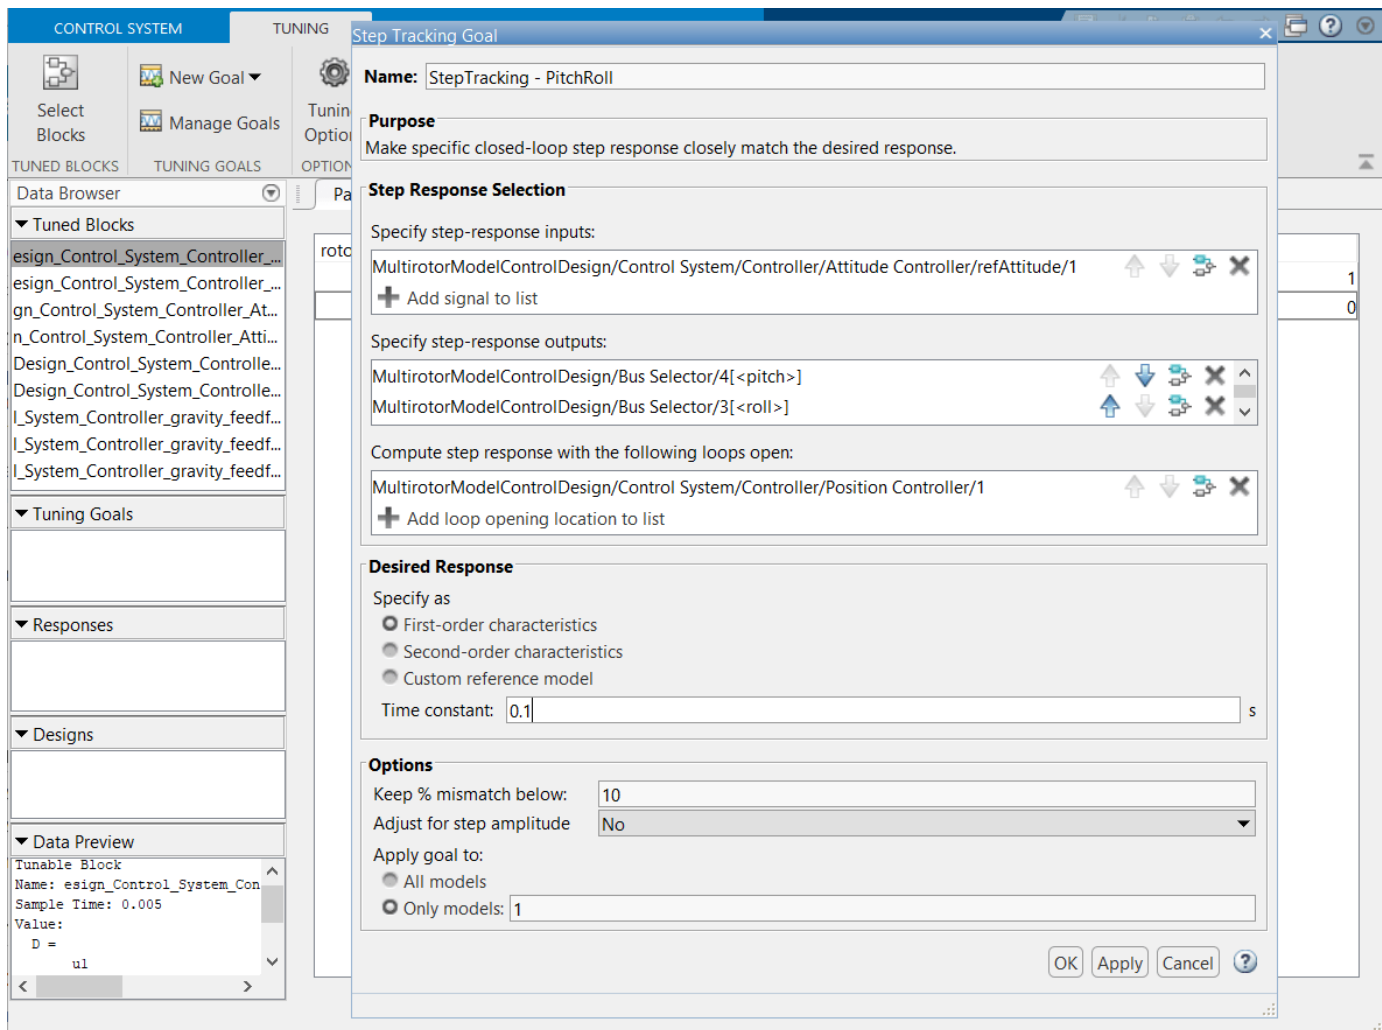 CONTROL SYSTEM
TUNING
Select
Blocks
New Goal
Manage Goals
Tunin
Optio
TUNED BLOCKS
TUNING GOALS
OPTION
Data Browser
Pa
Tuned Blocks
esign_Control_System_Controller_...
esign_Control_System_Controller_...
gn_Control_System_Controller_At...
n_Control_System_Controller_Atti...
Design_Control_System_Controlle...
Design_Control_System_Controlle...
l_System_Controller_gravity_feedf...
l_System_Controller_gravity_feedf...
l_System_Controller_gravity_feedf...
Tuning Goals
Responses
Designs
Data Preview
Tunable Block
Name: esign_Control_System_Con
Sample Time: 0.005
Value:
D =
u1
roto
1
0
Step Tracking Goal
Name: StepTracking - PitchRoll
Purpose
Make specific closed-loop step response closely match the desired response.
Step Response Selection
Specify step-response inputs:
MultirotorModelControlDesign/Control System/Controller/Attitude Controller/refAttitude/1
Add signal to list
Specify step-response outputs:
MultirotorModelControlDesign/Bus Selector/4[<pitch>]
MultirotorModelControlDesign/Bus Selector/3[<roll>]
Compute step response with the following loops open:
MultirotorModelControlDesign/Control System/Controller/Position Controller/1
Add loop opening location to list
Desired Response
Specify as
First-order characteristics
Second-order characteristics
Custom reference model
Time constant: 0.1 s
Options
Keep % mismatch below: 10
Adjust for step amplitude No
Apply goal to:
All models
Only models: 1
OK Apply Cancel ?